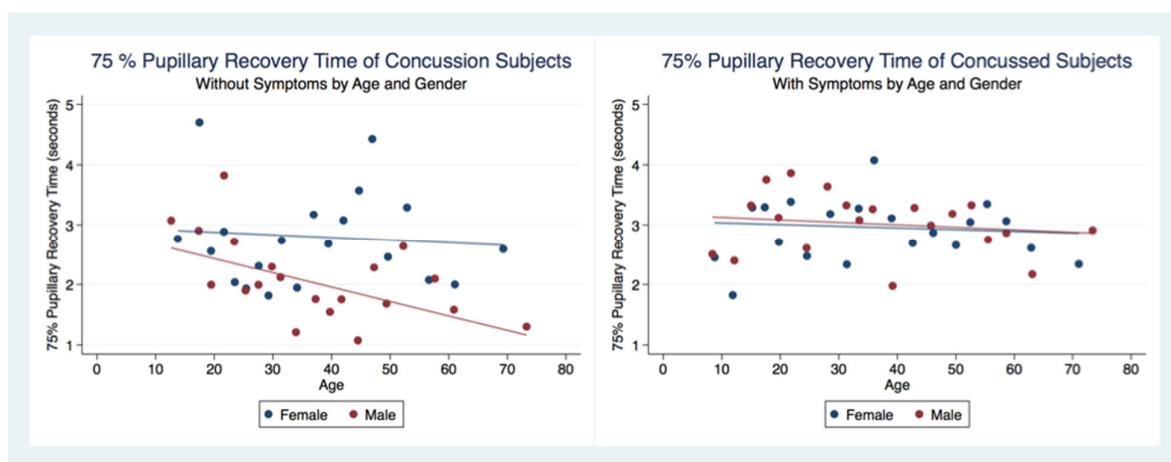 75 % Pupillary Recovery Time of Concussion Subjects
Without Symptoms by Age and Gender
75% Pupillary Recovery Time (seconds)
5
4
3
2
1
0 10 20 30 40 50 60 70 80
Age
Female Male
75% Pupillary Recovery Time of Concussed Subjects
With Symptoms by Age and Gender
75% Pupillary Recovery Time (seconds)
5
4
3
2
1
0 10 20 30 40 50 60 70 80
Age
Female Male